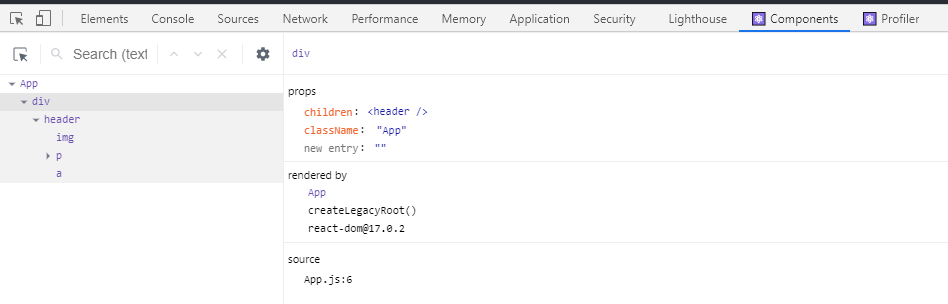 Elements Console Sources Network Performance Memory Application Security Lighthouse Components Profiler
Search (text
div
App
div
header
img
p
a
props
children: <header />
className: "App"
new entry: ""
rendered by
App
createLegacyRoot()
react-dom@17.0.2
source
App.js:6